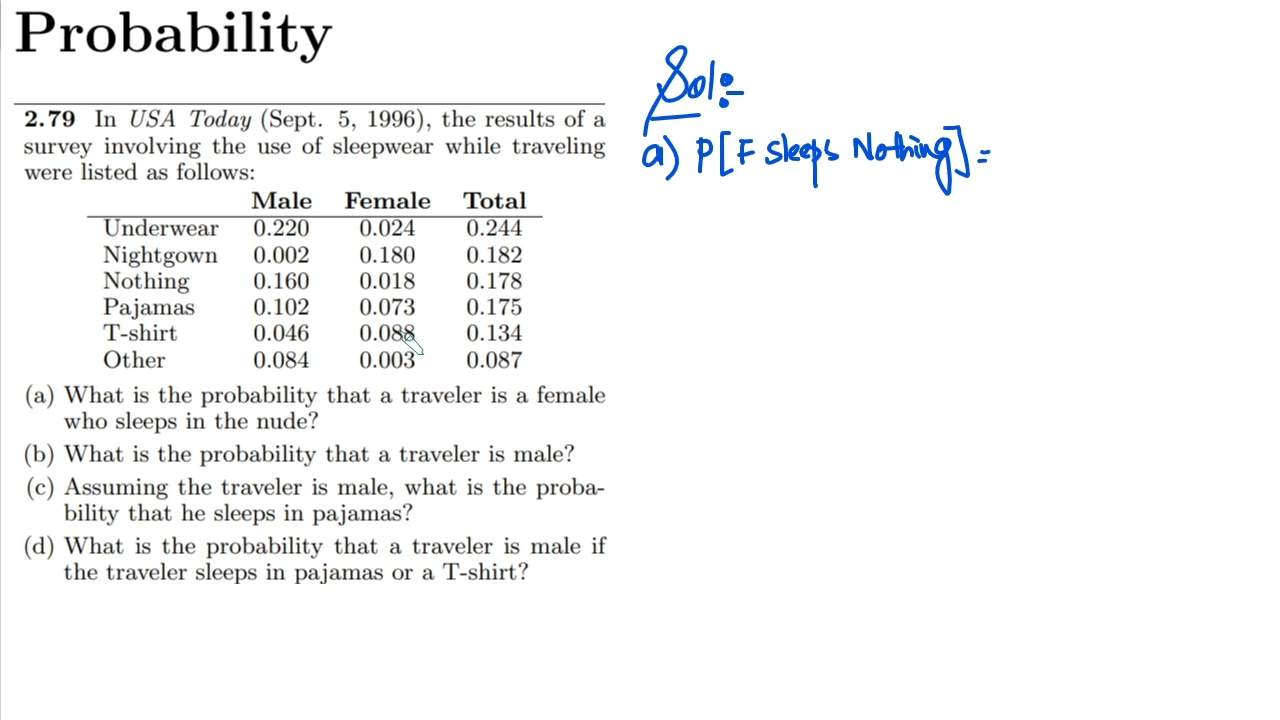 Probability
2.79 In USA Today (Sept. 5, 1996), the results of a
survey involving the use of sleepwear while traveling
were listed as follows:
Male Female Total
Underwear 0.220 0.024 0.244
Nightgown 0.002 0.180 0.182
Nothing 0.160 0.018 0.178
Pajamas 0.102 0.073 0.175
T-shirt 0.046 0.088 0.134
Other 0.084 0.003 0.087
(a) What is the probability that a traveler is a female
who sleeps in the nude?
(b) What is the probability that a traveler is male?
(c) Assuming the traveler is male, what is the proba-
bility that he sleeps in pajamas?
(d) What is the probability that a traveler is male if
the traveler sleeps in pajamas or a T-shirt?
Sol:-
a) P[F sleeps Nothing] =